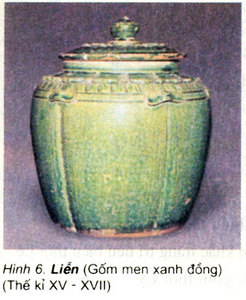 Hình 6. Liễn (Gốm men xanh đồng)
(Thế kỉ XV - XVII)